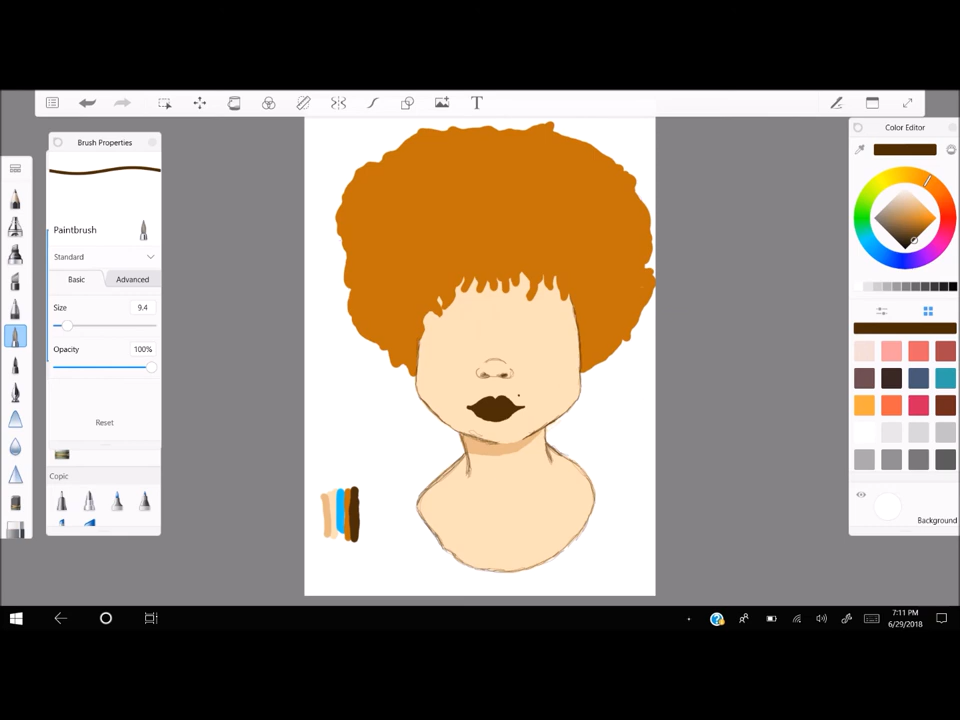 T
Brush Properties
Color Editor
Paintbrush
Standard
Basic
Advanced
Size
9.4
Opacity
100%
Reset
Copic
Background
7:11 PM
6/29/2018